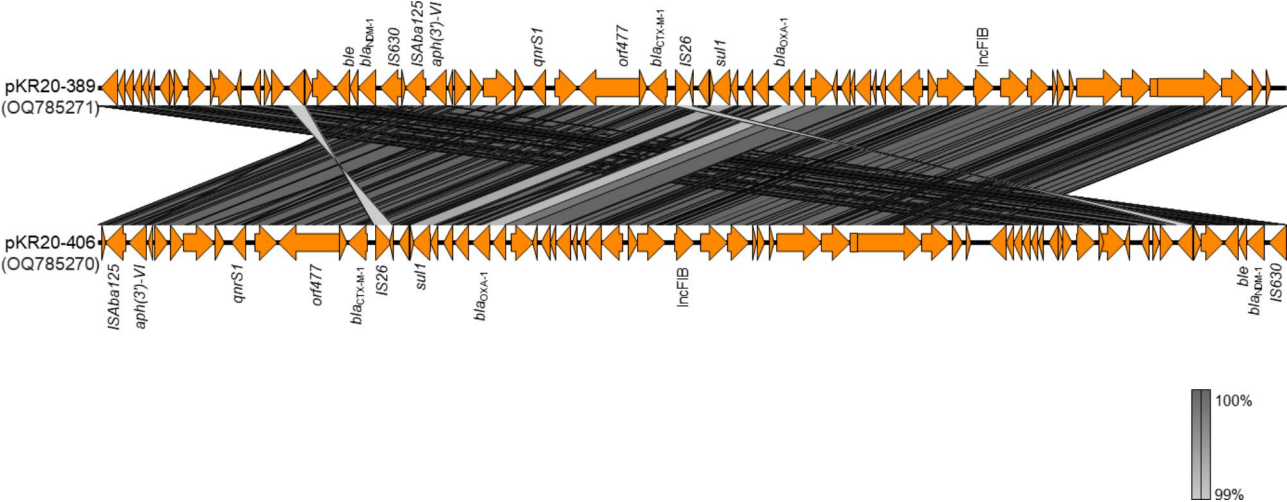 ble
blaNDM-1
IS630
ISAba125
aph(3')-VI
qnrS1
orf477
blaCTX-M-1
IS26
sul1
blaOXA-1
IncFIB
pKR20-389
(OQ785271)
pKR20-406
(OQ785270)
ISAba125
aph(3')-VI
qnrS1
orf477
blaCTX-M-1
IS26
sul1
blaOXA-1
IncFIB
ble
blaNDM-1
IS630
100%
99%